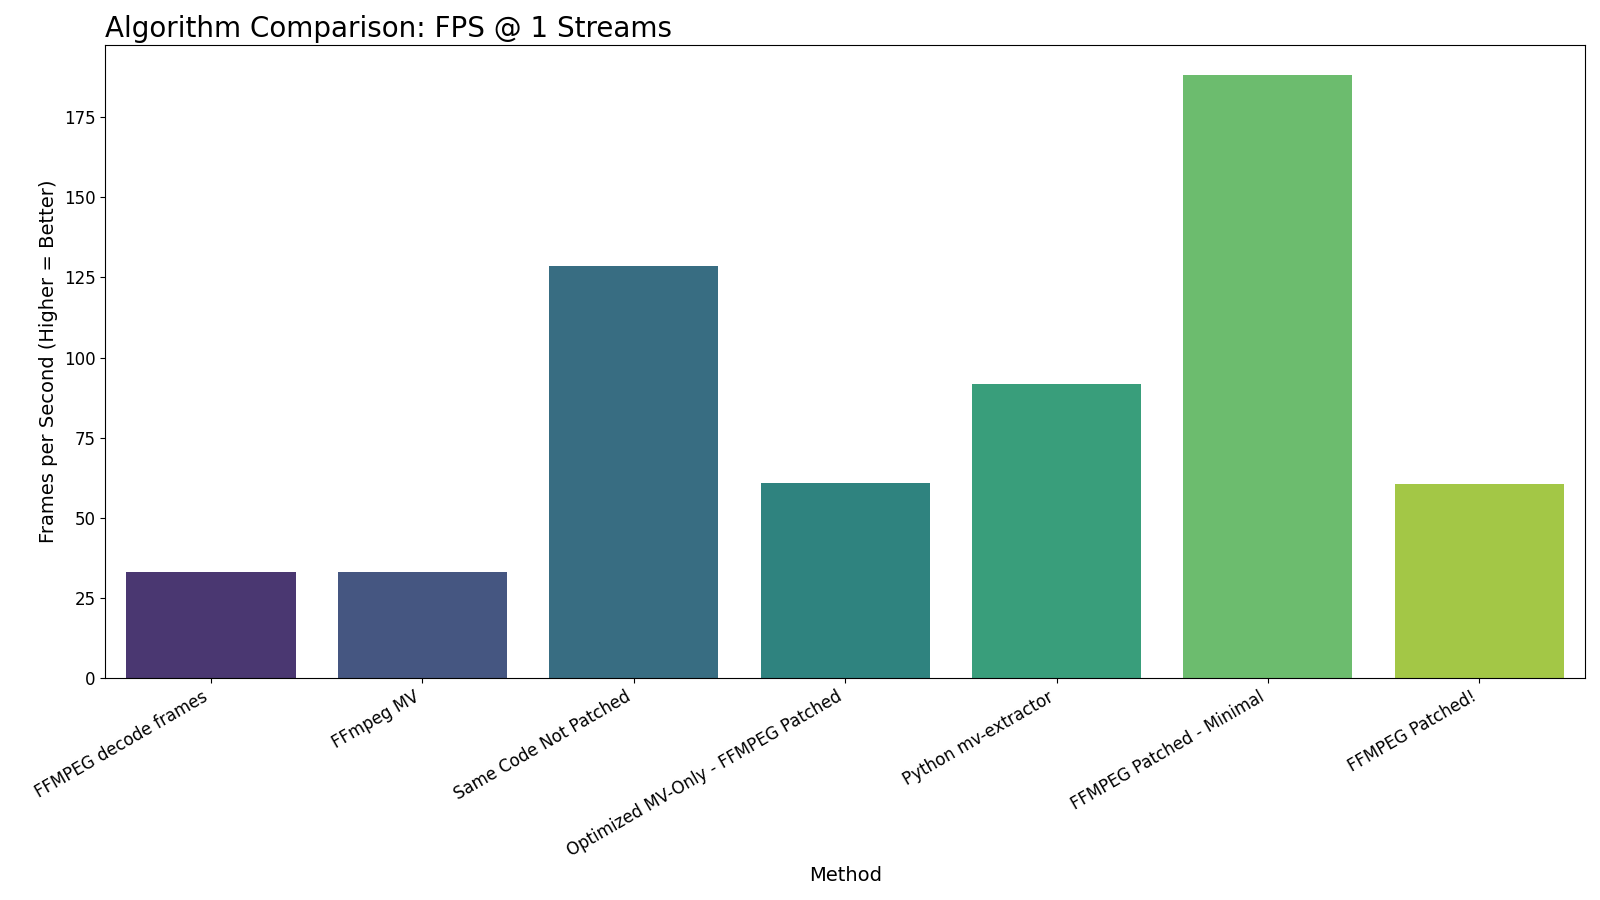 Algorithm Comparison: FPS @ 1 Streams
Frames per Second (Higher = Better)
175
150
125
100
75
50
25
0
FFMPEG decode frames
FFmpeg MV
Same Code Not Patched
Optimized MV-Only - FFMPEG Patched
Python mv-extractor
FFMPEG Patched - Minimal
FFMPEG Patched!
Method